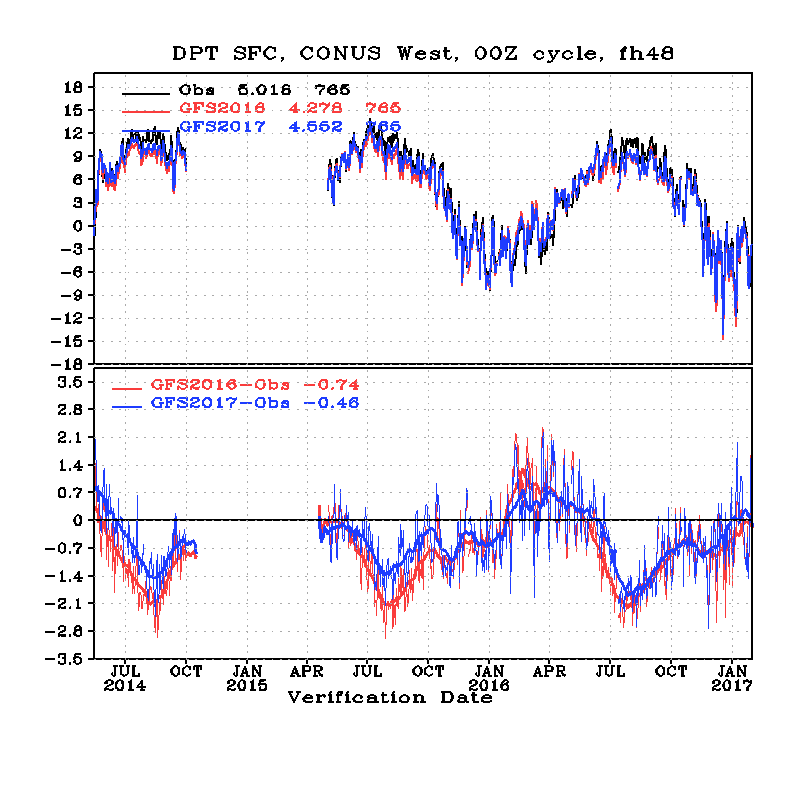 DPT SFC, CONUS West, 00Z cycle, fh48
18
15
12
9
6
3
0
-3
-6
-9
-12
-15
-18
Obs 5.018 765
GFS2016 4.278 765
GFS2017 4.552 765
3.5
2.8
2.1
1.4
0.7
0
-0.7
-1.4
-2.1
-2.8
-3.5
GFS2016-Obs -0.74
GFS2017-Obs -0.46
JUL OCT JAN APR JUL OCT JAN APR JUL OCT JAN
2014 2015 2016 2017
Verification Date